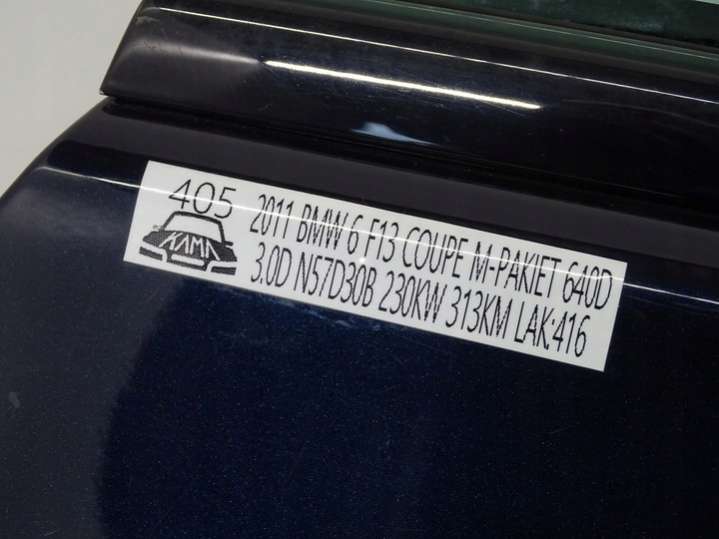 405
KAMA
2011 BMW 6 F13 COUPE M-PAKIET 640D
3.0D N57D30B 230KW 313KM LAK:416